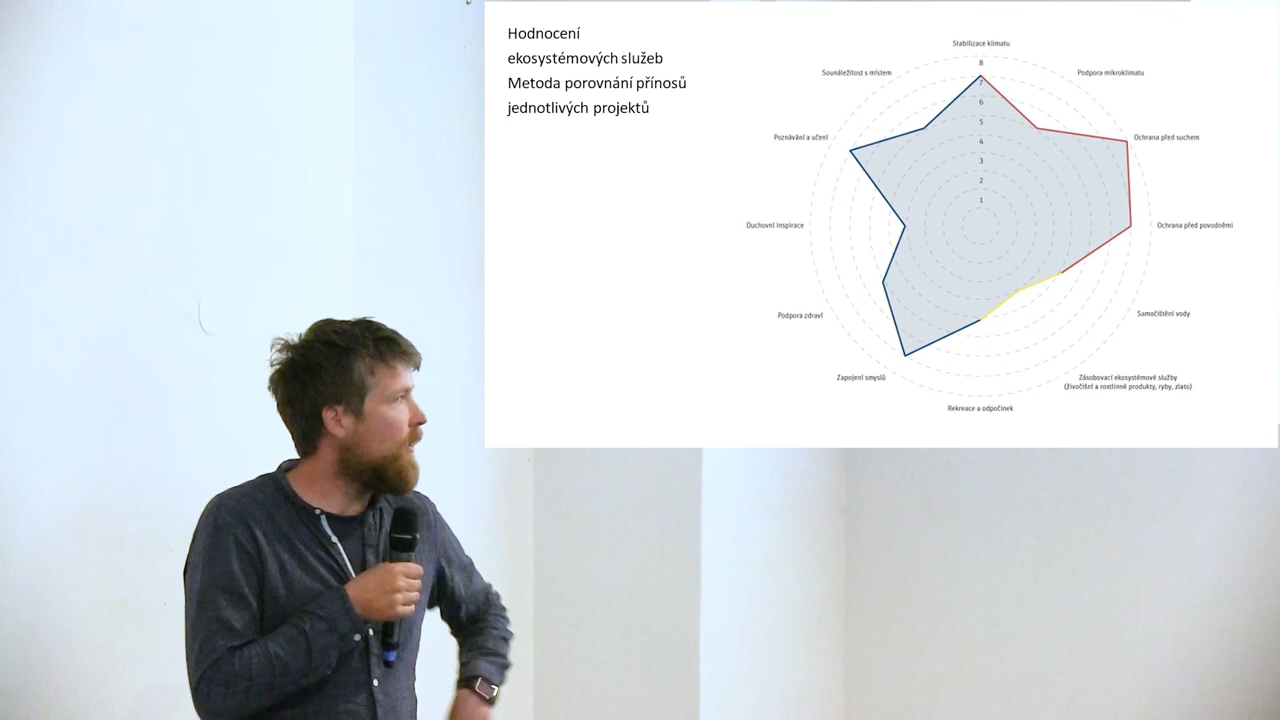 Hodnocení
ekosystémových služeb
Metoda porovnání přínosů
jednotlivých projektů
Stabilizace klimatu
Sounáležitost s místem
Podpora mikroklimatu
8
7
6
5
4
3
2
1
Poznávání a učení
Ochrana před suchem
Duchovní inspirace
Ochrana před povodněmi
Podpora zdraví
Samočištění vody
Zapojení smyslů
Zásobovací ekosystémové služby
(živočišní a rostlinné produkty, ryby, zlato)
Rekreace a odpočinek